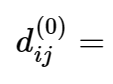 $d_{ij}^{(0)} =$